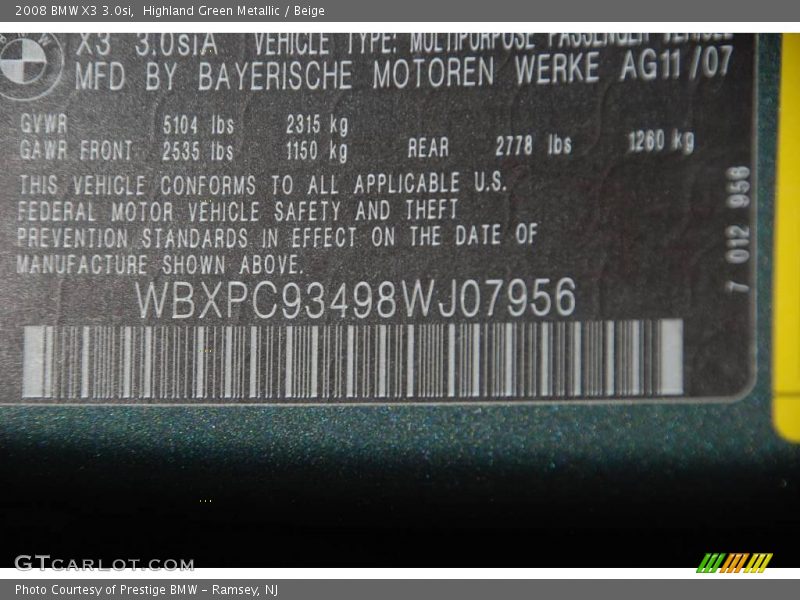 2008 BMW X3 3.0si, Highland Green Metallic / Beige
X3 3.0siA VEHICLE TYPE: MULTIPURPOSE PASSENGER VEHICLE
MFD BY BAYERISCHE MOTOREN WERKE AG 11/07
GVWR 5104 lbs 2315 kg
GAWR FRONT 2535 lbs 1150 kg REAR 2778 lbs 1260 kg
THIS VEHICLE CONFORMS TO ALL APPLICABLE U.S.
FEDERAL MOTOR VEHICLE SAFETY AND THEFT
PREVENTION STANDARDS IN EFFECT ON THE DATE OF
MANUFACTURE SHOWN ABOVE.
WBXPC93498WJ07956
7 012 956
GTCARLOT.COM
Photo Courtesy of Prestige BMW - Ramsey, NJ